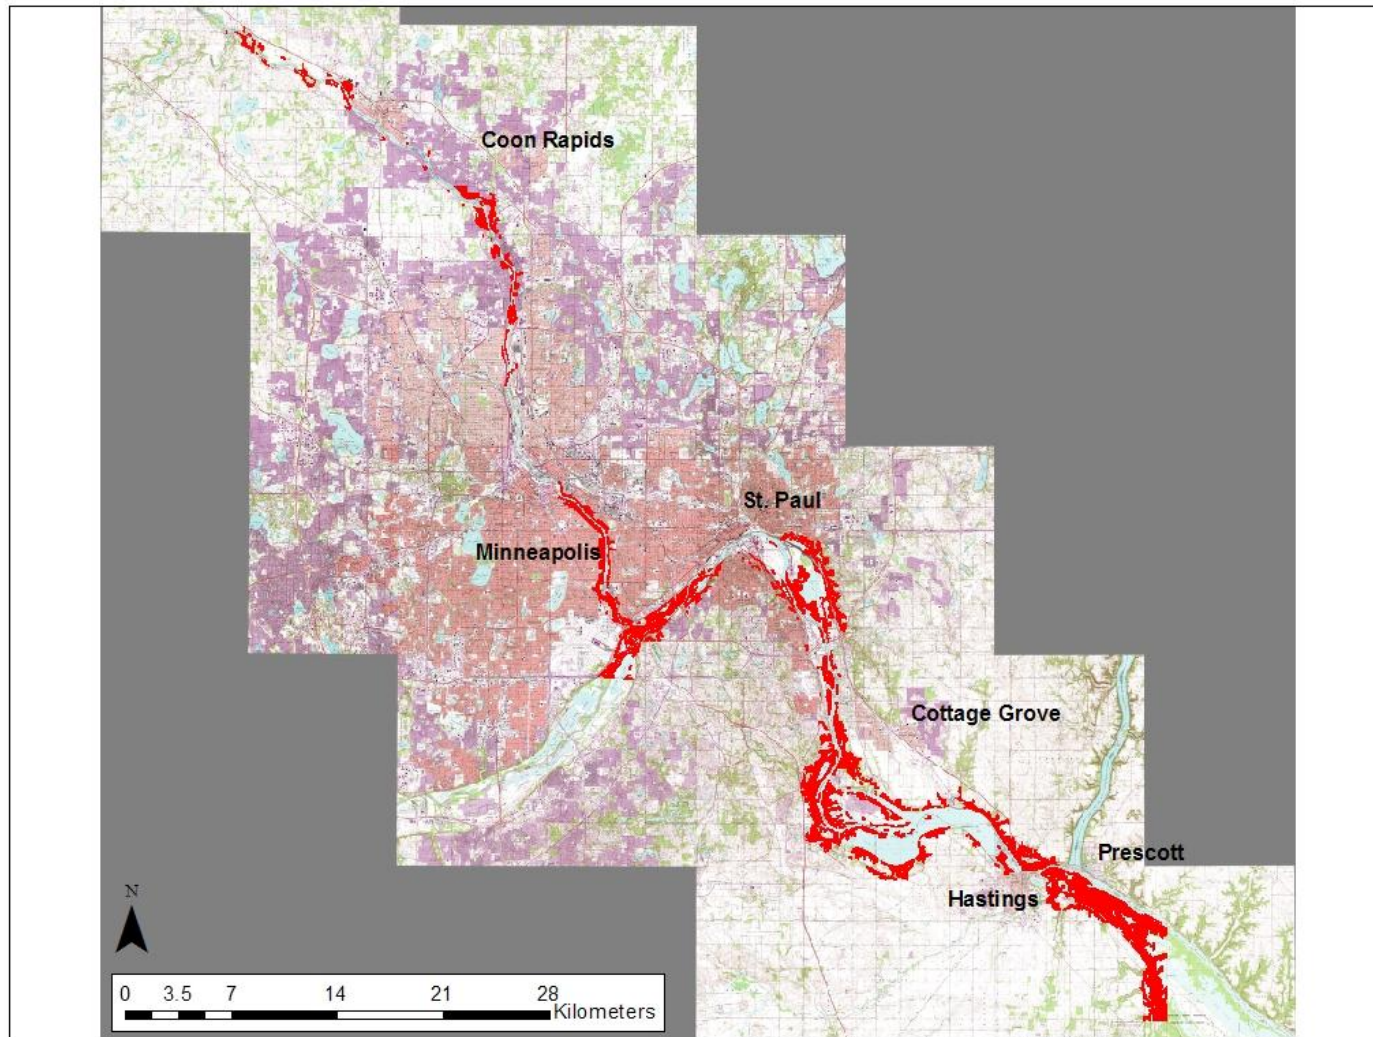 Coon Rapids
St. Paul
Minneapolis
Cottage Grove
Prescott
Hastings
N
0 3.5 7 14 21 28
Kilometers